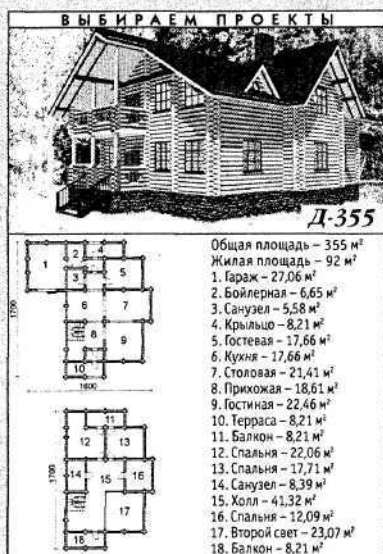 ВЫБИРАЕМ ПРОЕКТЫ
Д-355
Общая площадь – 355 м²
Жилая площадь – 92 м²
1. Гараж – 27,06 м²
2. Бойлерная – 6,65 м²
3. Санузел – 5,58 м²
4. Крыльцо – 8,21 м²
5. Гостевая – 17,66 м²
6. Кухня – 17,66 м²
7. Столовая – 21,41 м²
8. Прихожая – 18,61 м²
9. Гостиная – 22,46 м²
10. Терраса – 8,21 м²
11. Балкон – 8,21 м²
12. Спальня – 22,06 м²
13. Спальня – 17,71 м²
14. Санузел – 8,39 м²
15. Холл – 41,32 м²
16. Спальня – 12,09 м²
17. Второй свет – 23,07 м²
18. Балкон – 8,21 м²
4
1
2
3
5
6
7
8
9
10
1700
1600
11
12
13
14
15
16
17
18
1700